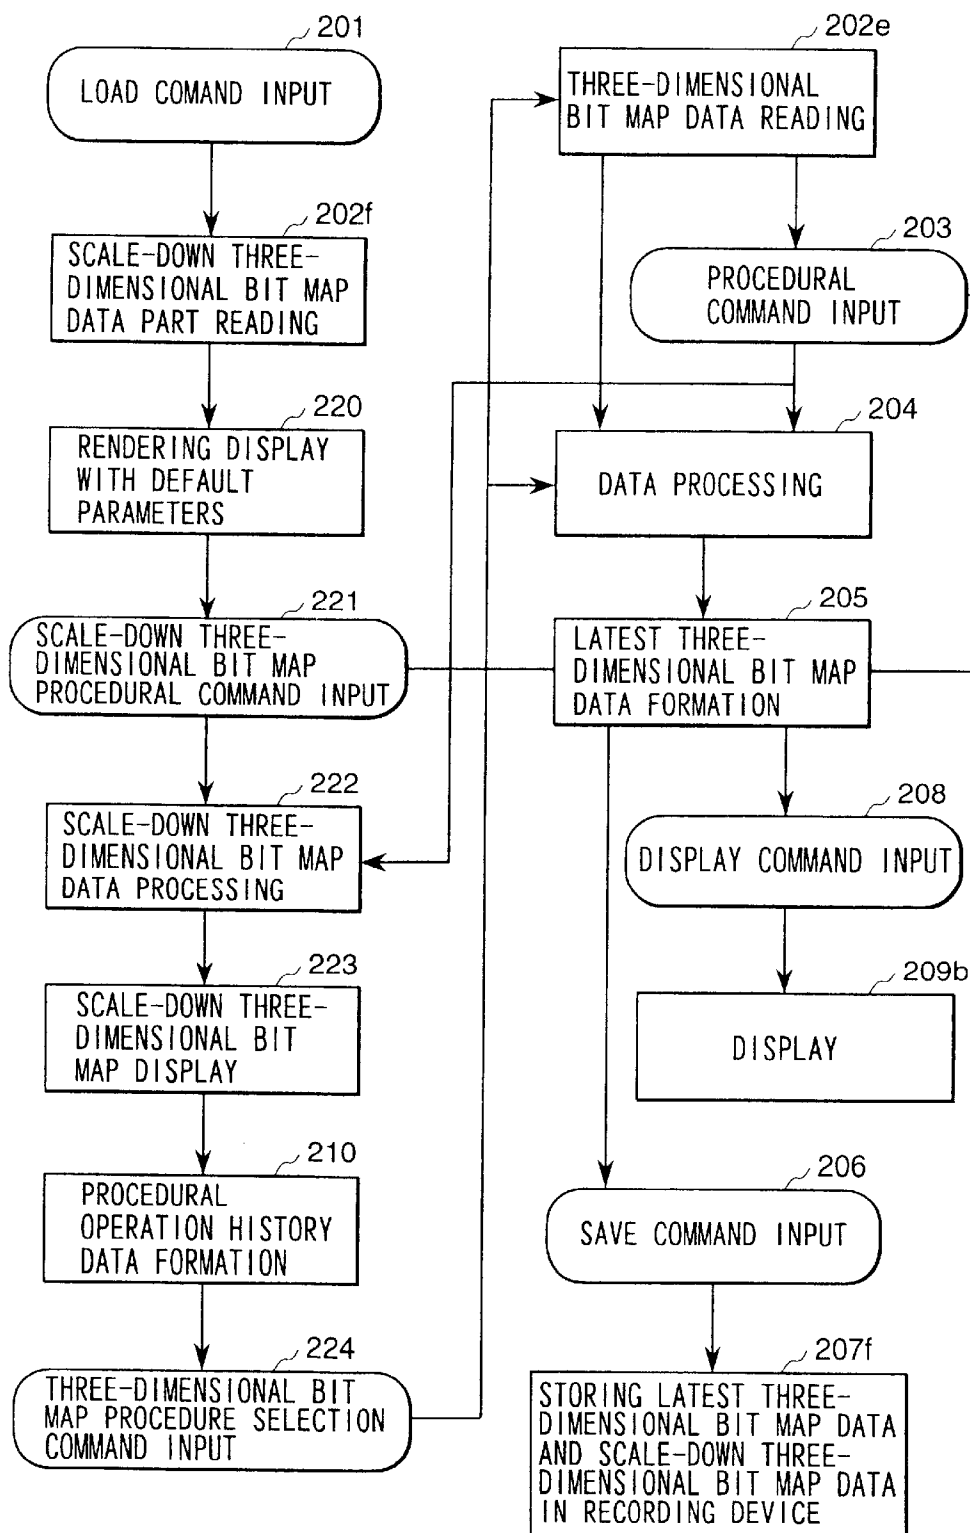 201
LOAD COMAND INPUT
202f
SCALE-DOWN THREE-
DIMENSIONAL BIT MAP
DATA PART READING
220
RENDERING DISPLAY
WITH DEFAULT
PARAMETERS
221
SCALE-DOWN THREE-
DIMENSIONAL BIT MAP
PROCEDURAL COMMAND INPUT
222
SCALE-DOWN THREE-
DIMENSIONAL BIT MAP
DATA PROCESSING
223
SCALE-DOWN THREE-
DIMENSIONAL BIT
MAP DISPLAY
210
PROCEDURAL
OPERATION HISTORY
DATA FORMATION
224
THREE-DIMENSIONAL BIT
MAP PROCEDURE SELECTION
COMMAND INPUT
202e
THREE-DIMENSIONAL
BIT MAP DATA READING
203
PROCEDURAL
COMMAND INPUT
204
DATA PROCESSING
205
LATEST THREE-
DIMENSIONAL BIT MAP
DATA FORMATION
208
DISPLAY COMMAND INPUT
209b
DISPLAY
206
SAVE COMMAND INPUT
207f
STORING LATEST THREE-
DIMENSIONAL BIT MAP DATA
AND SCALE-DOWN THREE-
DIMENSIONAL BIT MAP DATA
IN RECORDING DEVICE